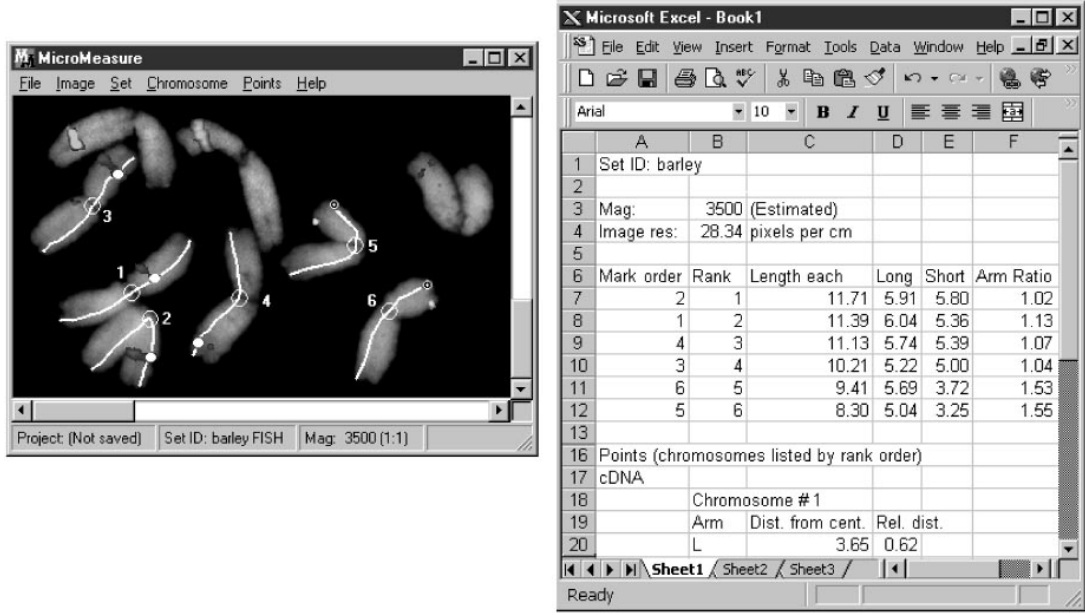 MicroMeasure
File Image Set Chromosome Points Help
3
1
2
4
5
6
Project: (Not saved) Set ID: barley FISH Mag: 3500 (1:1)
Microsoft Excel - Book1
File Edit View Insert Format Tools Data Window Help
Arial 10 B I U
A B C D E F
1 Set ID: barley
2
3 Mag: 3500 (Estimated)
4 Image res: 28.34 pixels per cm
5
6 Mark order Rank Length each Long Short Arm Ratio
7 2 1 11.71 5.91 5.80 1.02
8 1 2 11.39 6.04 5.36 1.13
9 4 3 11.13 5.74 5.39 1.07
10 3 4 10.21 5.22 5.00 1.04
11 6 5 9.41 5.69 3.72 1.53
12 5 6 8.30 5.04 3.25 1.55
13
16 Points (chromosomes listed by rank order)
17 cDNA
18 Chromosome # 1
19 Arm Dist. from cent. Rel. dist.
20 L 3.65 0.62
Sheet1 Sheet2 Sheet3
Ready